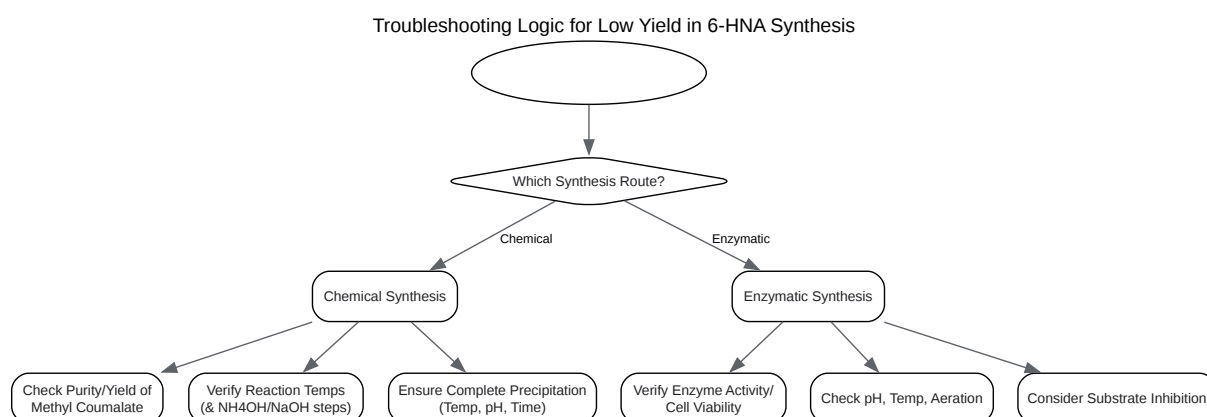 Troubleshooting Logic for Low Yield in 6-HNA Synthesis
Which Synthesis Route?
Chemical
Enzymatic
Chemical Synthesis
Enzymatic Synthesis
Check Purity/Yield of
Methyl Coumalate
Verify Reaction Temps
(& NH4OH/NaOH steps)
Ensure Complete Precipitation
(Temp, pH, Time)
Verify Enzyme Activity/
Cell Viability
Check pH, Temp, Aeration
Consider Substrate Inhibition